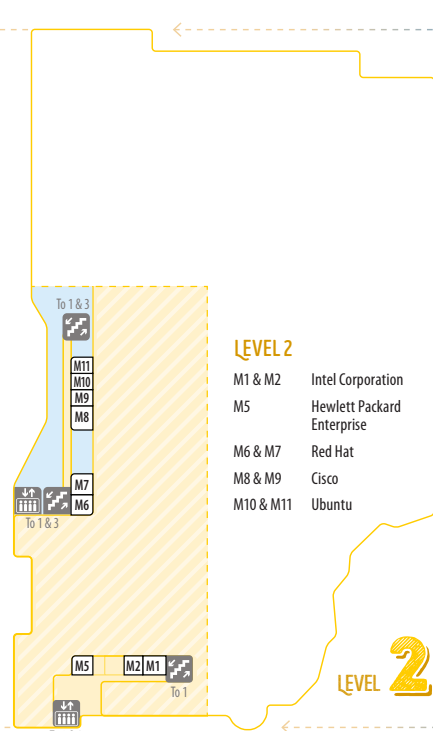 To 1 & 3
M11
M10
M9
M8
M7
M6
To 1 & 3
LEVEL 2
M1 & M2 Intel Corporation
M5 Hewlett Packard
Enterprise
M6 & M7 Red Hat
M8 & M9 Cisco
M10 & M11 Ubuntu
M5 M2 M1
To 1
LEVEL 2